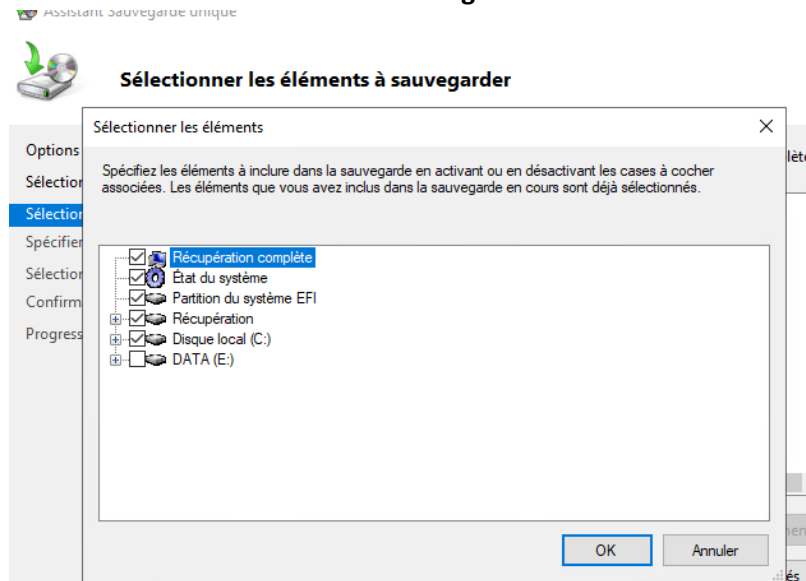 Assistant Sauvegarde unique
Sélectionner les éléments à sauvegarder
Sélectionner les éléments
Options
Sélection
Sélection
Spécifier
Sélection
Confirm
Progress
Spécifiez les éléments à inclure dans la sauvegarde en activant ou en désactivant les cases à cocher
associées. Les éléments que vous avez inclus dans la sauvegarde en cours sont déjà sélectionnés.
Récupération complète
État du système
Partition du système EFI
Récupération
Disque local (C:)
DATA (E:)
OK
Annuler